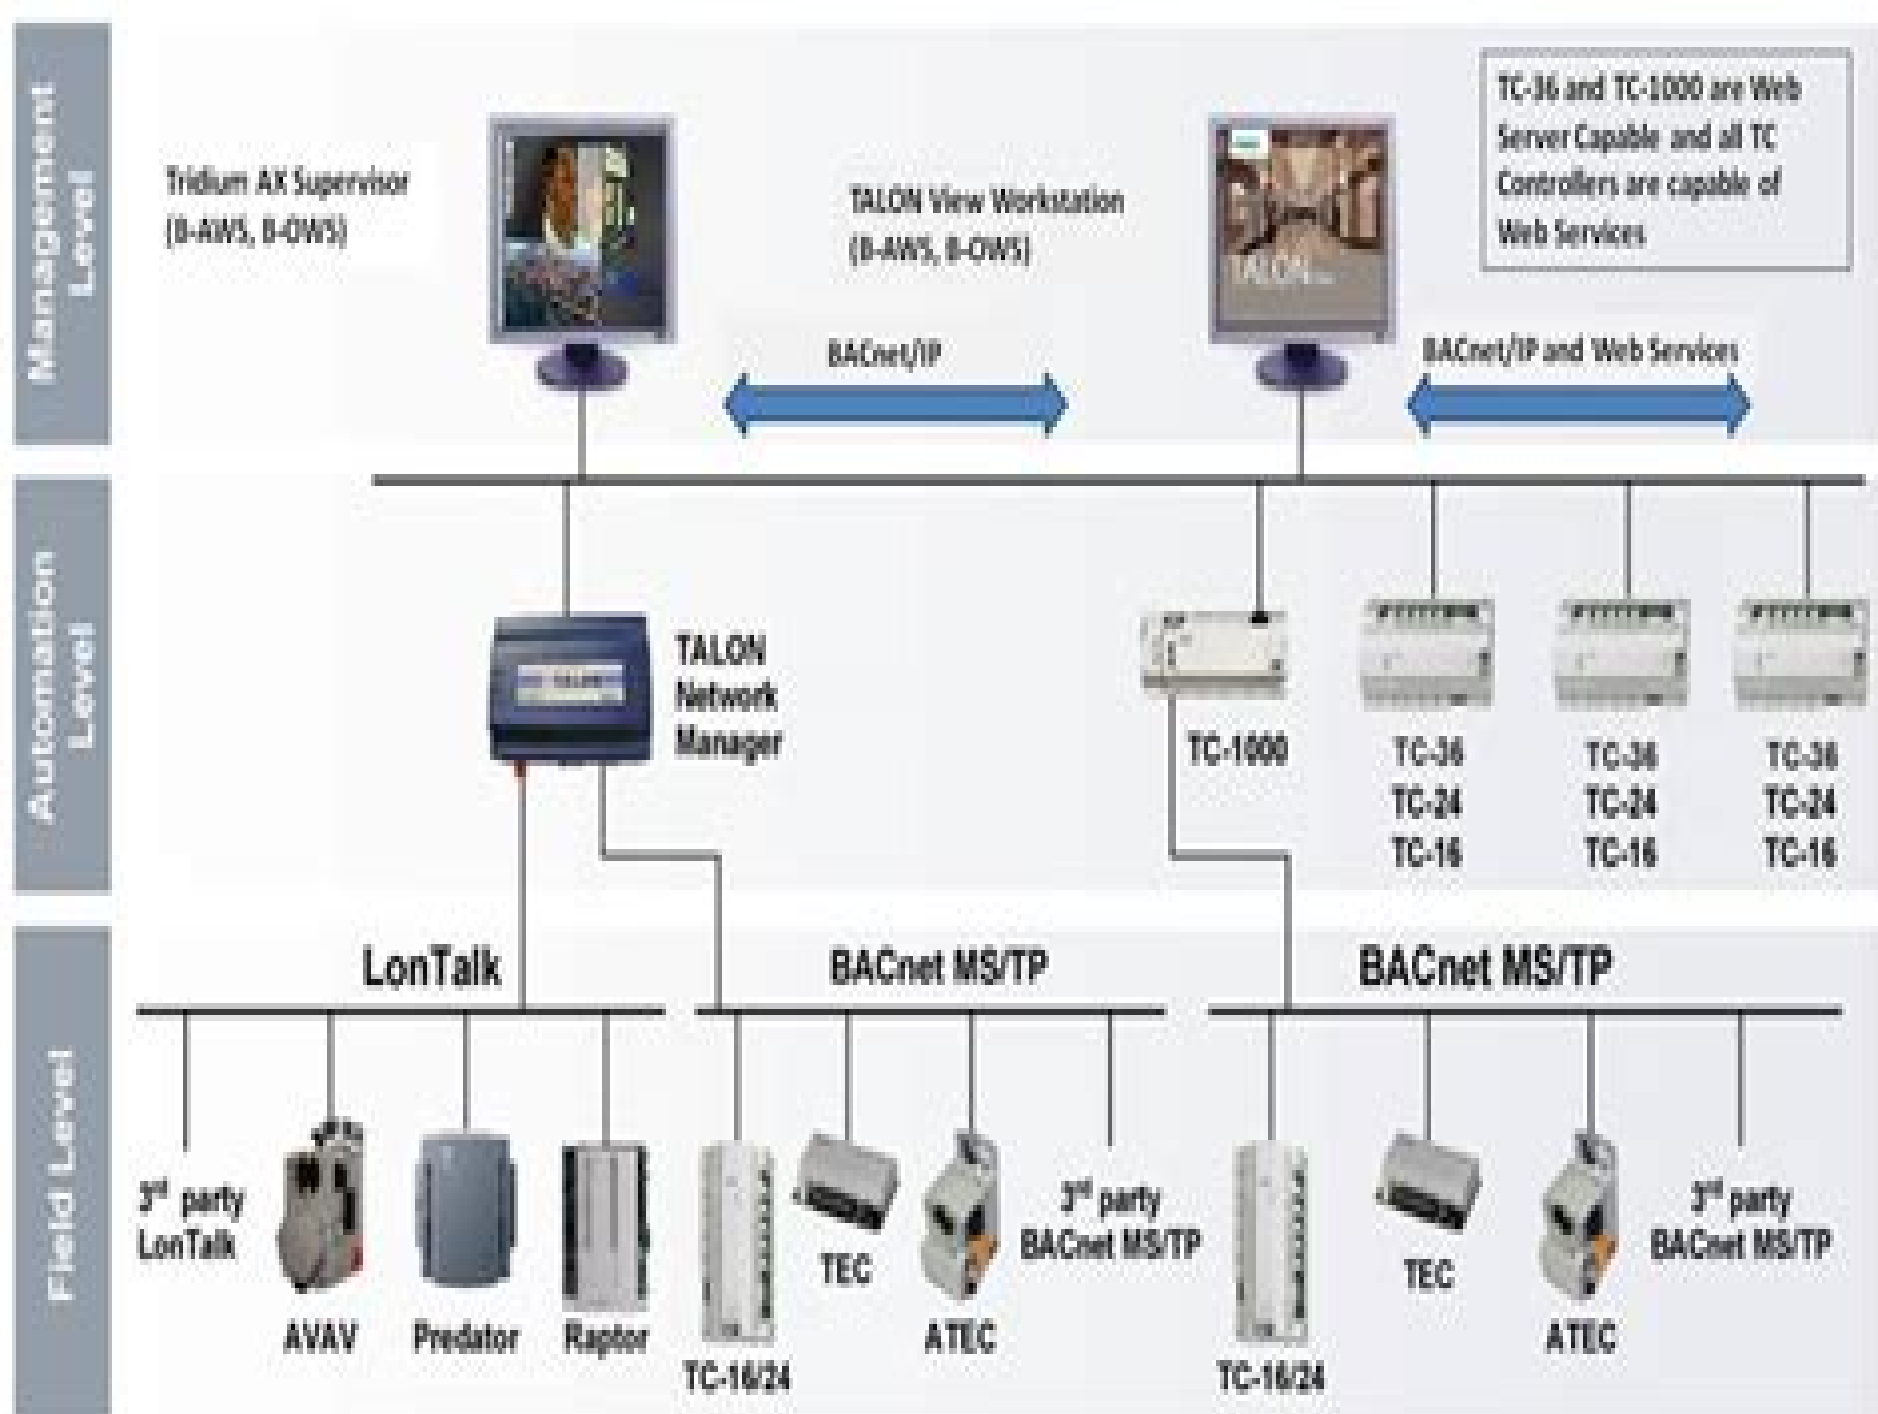 Management
Level
Tridium AX Supervisor
(B-AWS, B-OWS)
TALON View Workstation
(B-AWS, B-OWS)
TALON
TC-36 and TC-1000 are Web
Server Capable and all TC
Controllers are capable of
Web Services
BACnet/IP
BACnet/IP and Web Services
Automation
Level
TALON
TALON
Network
Manager
TC-1000
TC-36
TC-24
TC-16
TC-36
TC-24
TC-16
TC-36
TC-24
TC-16
Field Level
LonTalk
BACnet MS/TP
BACnet MS/TP
3rd party
LonTalk
AVAV
Predator
Raptor
TC-16/24
TEC
ATEC
3rd party
BACnet MS/TP
TC-16/24
TEC
ATEC
3rd party
BACnet MS/TP